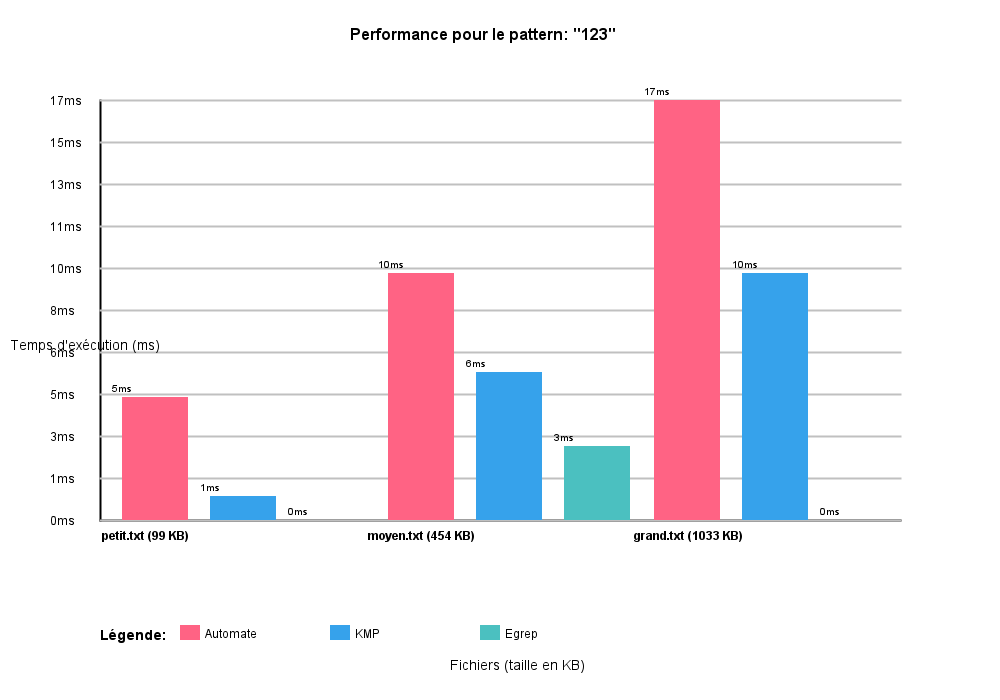 Performance pour le pattern: "123"
17ms
17ms
15ms
13ms
11ms
10ms
10ms
10ms
8ms
Temps d'exécution (ms)
6ms
6ms
5ms
5ms
3ms
3ms
1ms
1ms
0ms
0ms
0ms
petit.txt (99 KB) moyen.txt (454 KB) grand.txt (1033 KB)
Légende: Automate KMP Egrep
Fichiers (taille en KB)